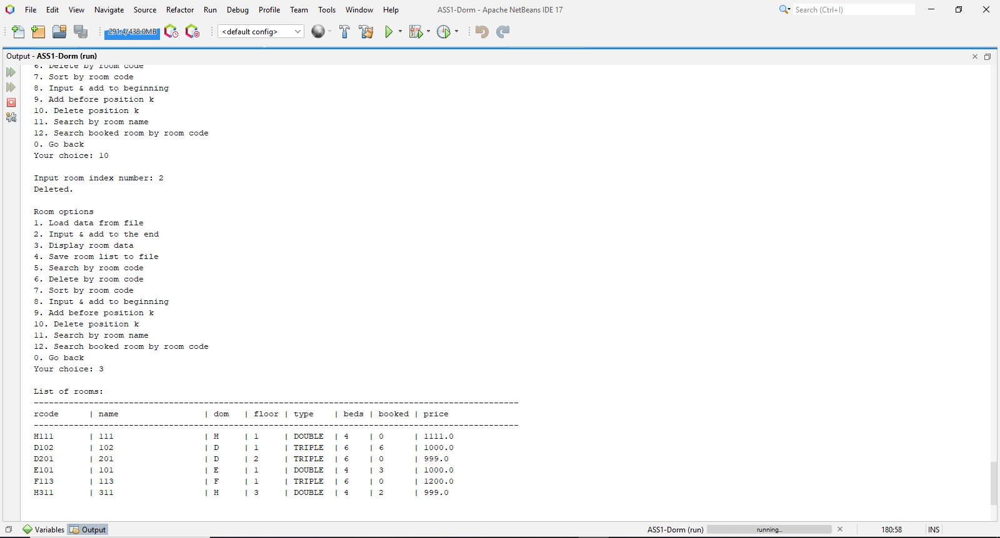 File Edit View Navigate Source Refactor Run Debug Profile Team Tools Window Help ASS1-Dorm - Apache NetBeans IDE 17 Search (Ctrl+I)
291.4/438.0MB <default config>
Output - ASS1-Dorm (run)
6. Delete by room code
7. Sort by room code
8. Input & add to beginning
9. Add before position k
10. Delete position k
11. Search by room name
12. Search booked room by room code
0. Go back
Your choice: 10
Input room index number: 2
Deleted.
Room options
1. Load data from file
2. Input & add to the end
3. Display room data
4. Save room list to file
5. Search by room code
6. Delete by room code
7. Sort by room code
8. Input & add to beginning
9. Add before position k
10. Delete position k
11. Search by room name
12. Search booked room by room code
0. Go back
Your choice: 3
List of rooms:
-------------------------------------------------------------------------------------------------
rcode | name | dom | floor | type | beds | booked | price
-------------------------------------------------------------------------------------------------
H111 | 111 | H | 1 | DOUBLE | 4 | 0 | 1111.0
D102 | 102 | D | 1 | TRIPLE | 6 | 6 | 1000.0
D201 | 201 | D | 2 | TRIPLE | 6 | 0 | 999.0
E101 | 101 | E | 1 | DOUBLE | 4 | 3 | 1000.0
F113 | 113 | F | 1 | TRIPLE | 6 | 0 | 1200.0
H311 | 311 | H | 3 | DOUBLE | 4 | 2 | 999.0
Variables Output ASS1-Dorm (run) running... 180:58 INS